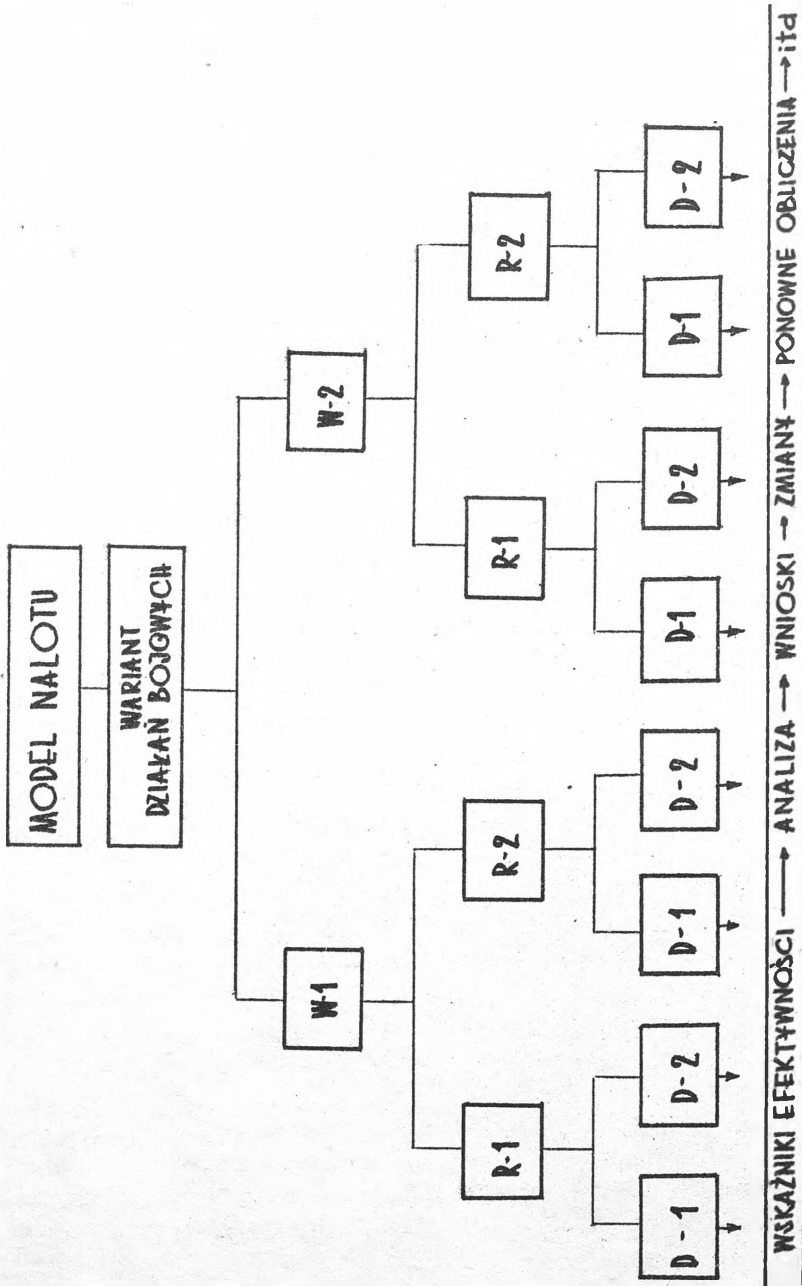 MODEL NALOTU
WARIANT
DZIAŁAŃ BOJOWYCH
W-1
W-2
R-1
R-2
R-1
R-2
D-1
D-2
D-1
D-2
D-1
D-2
D-1
D-2
WSKAŹNIKI EFEKTYWNOŚCI → ANALIZA → WNIOSKI → ZMIANY → PONOWNE OBLICZENIA → itd